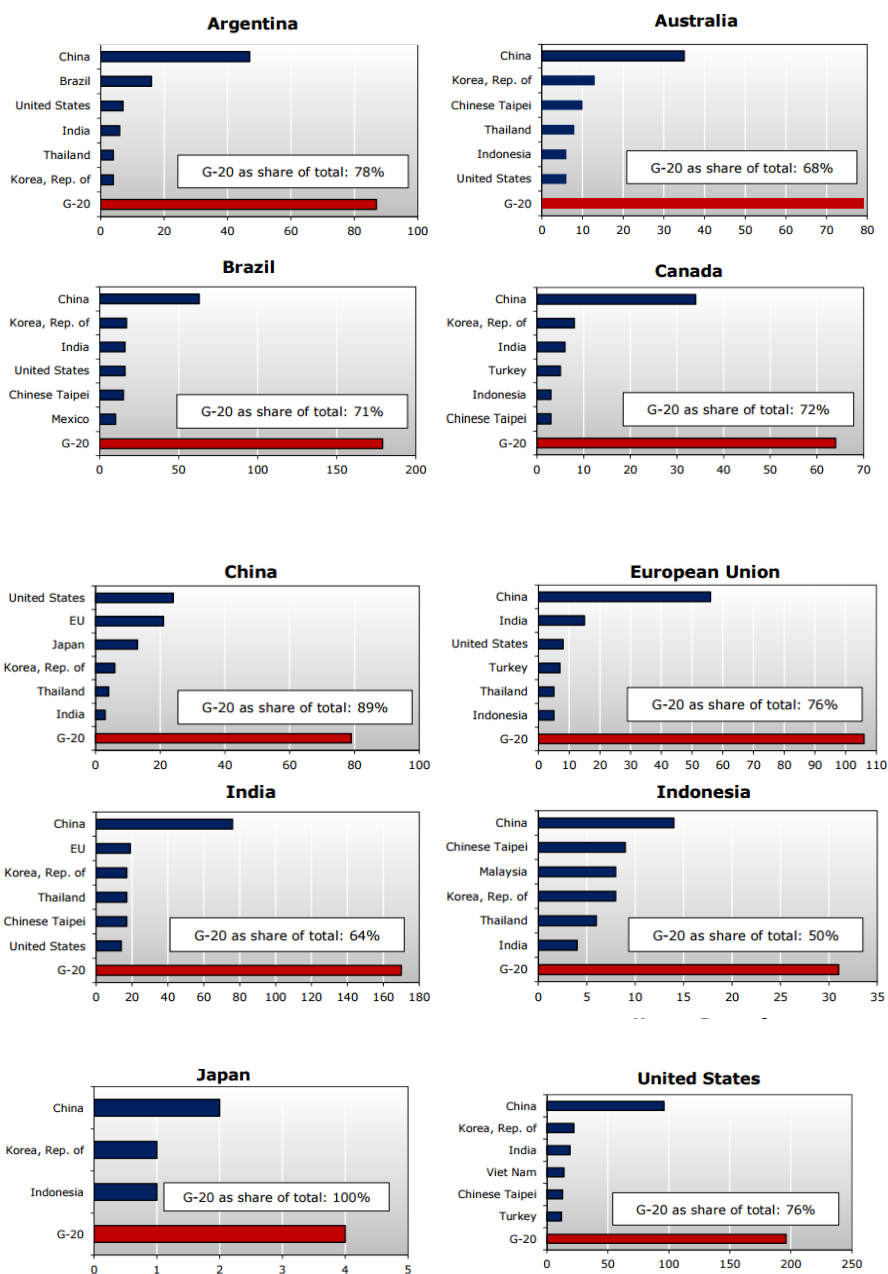 Argentina
China
Brazil
United States
India
Thailand
Korea, Rep. of
G-20
G-20 as share of total: 78%
0 20 40 60 80 100
Australia
China
Korea, Rep. of
Chinese Taipei
Thailand
Indonesia
United States
G-20
G-20 as share of total: 68%
0 10 20 30 40 50 60 70 80
Brazil
China
Korea, Rep. of
India
United States
Chinese Taipei
Mexico
G-20
G-20 as share of total: 71%
0 50 100 150 200
Canada
China
Korea, Rep. of
India
Turkey
Indonesia
Chinese Taipei
G-20
G-20 as share of total: 72%
0 10 20 30 40 50 60 70
China
United States
EU
Japan
Korea, Rep. of
Thailand
India
G-20
G-20 as share of total: 89%
0 20 40 60 80 100
European Union
China
India
United States
Turkey
Thailand
Indonesia
G-20
G-20 as share of total: 76%
0 10 20 30 40 50 60 70 80 90 100 110
India
China
EU
Korea, Rep. of
Thailand
Chinese Taipei
United States
G-20
G-20 as share of total: 64%
0 20 40 60 80 100 120 140 160 180
Indonesia
China
Chinese Taipei
Malaysia
Korea, Rep. of
Thailand
India
G-20
G-20 as share of total: 50%
0 5 10 15 20 25 30 35
Japan
China
Korea, Rep. of
Indonesia
G-20
G-20 as share of total: 100%
0 1 2 3 4 5
United States
China
Korea, Rep. of
India
Viet Nam
Chinese Taipei
Turkey
G-20
G-20 as share of total: 76%
0 50 100 150 200 250